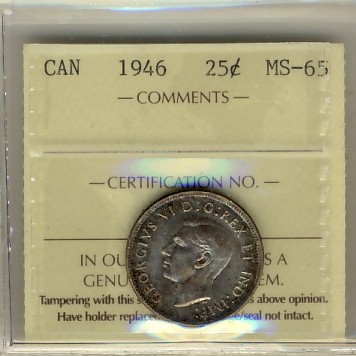 CAN 1946 25¢ MS-65
— COMMENTS —
— CERTIFICATION NO. —
IN OU S A
GENU EM.
Tampering with this s s above opinion.
Have holder replace e/seal not intact.
GEORGIVS VI D:G:REX ET IND:IMP: